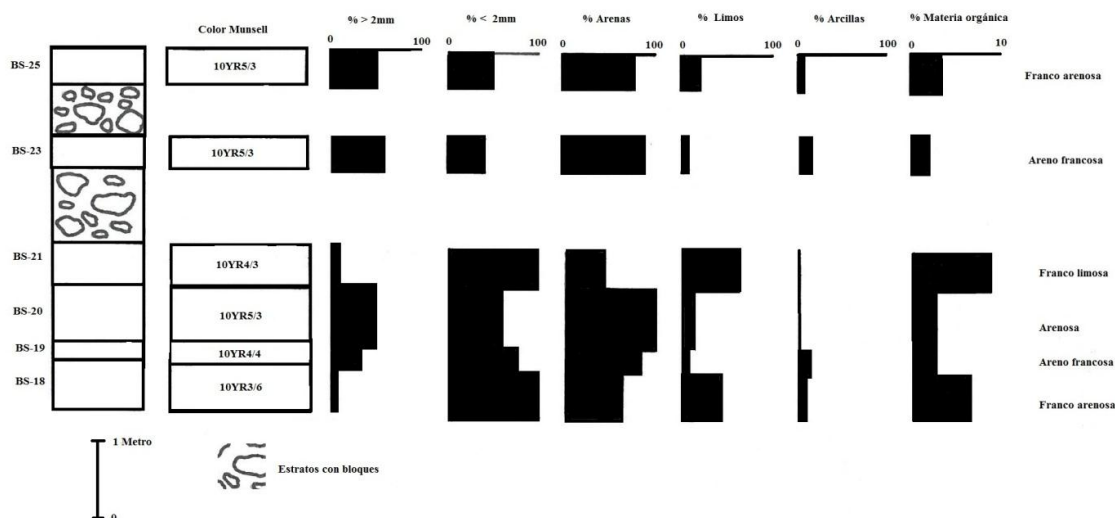 Color Munsell
% > 2mm
% < 2mm
% Arenas
% Limos
% Arcillas
% Materia orgánica
0 100 0 100 0 100 0 100 0 100 0 10
BS-25 10YR5/3 Franco arenosa
BS-23 10YR5/3 Areno francosa
BS-21 10YR4/3 Franco limosa
BS-20 10YR5/3 Arenosa
BS-19 10YR4/4 Areno francosa
BS-18 10YR3/6 Franco arenosa
1 Metro
Estratos con bloques
0